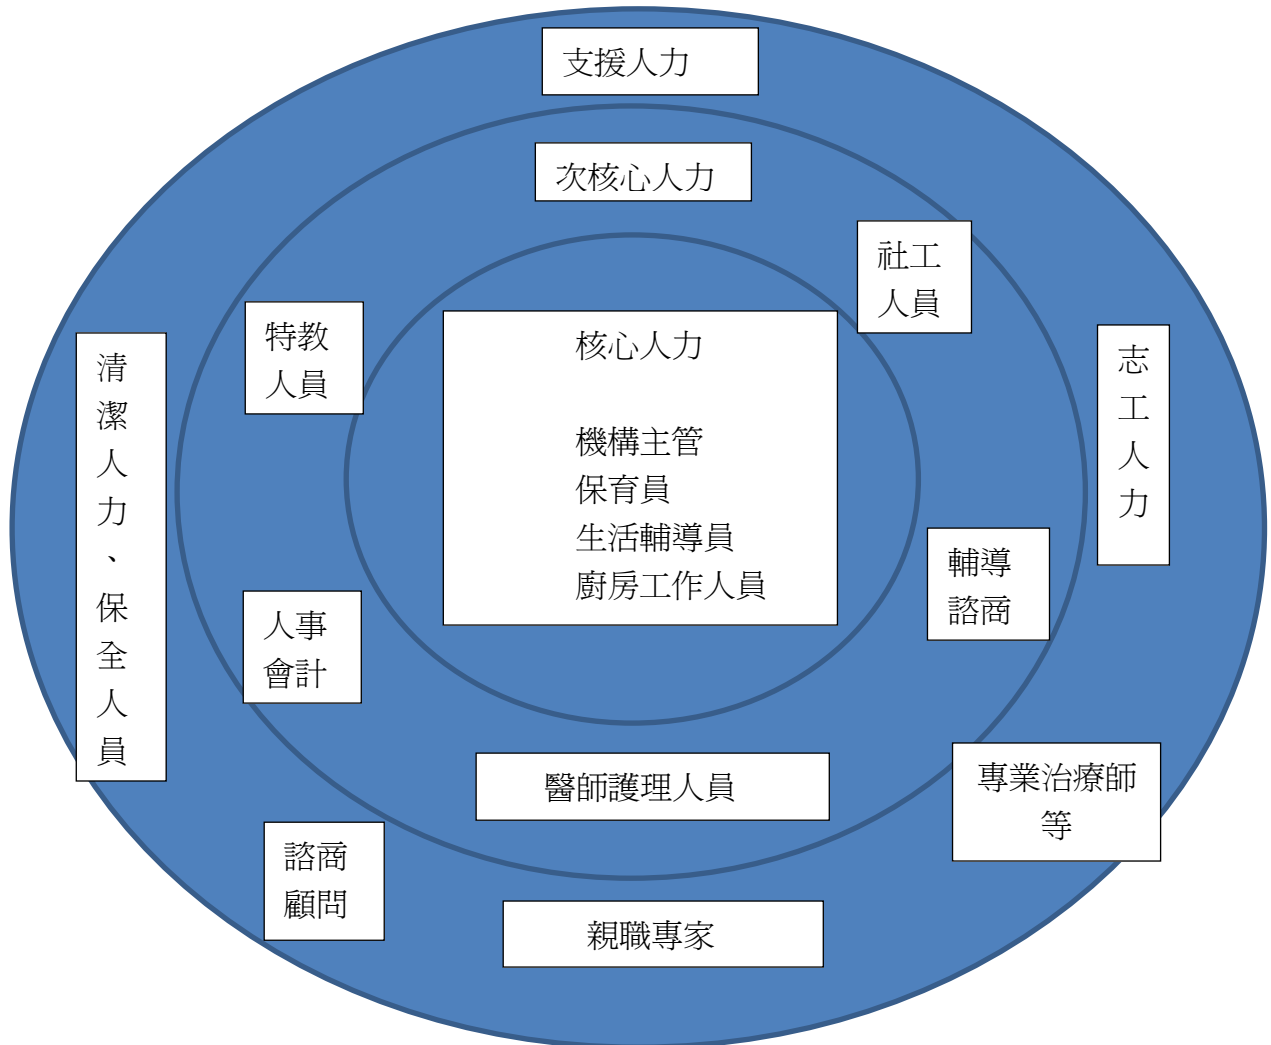 支援人力
次核心人力
社工
人員
特教
人員
核心人力
機構主管
保育員
生活輔導員
廚房工作人員
清潔人力、保全人員
志工人力
輔導
諮商
人事
會計
醫師護理人員
專業治療師
等
諮商
顧問
親職專家